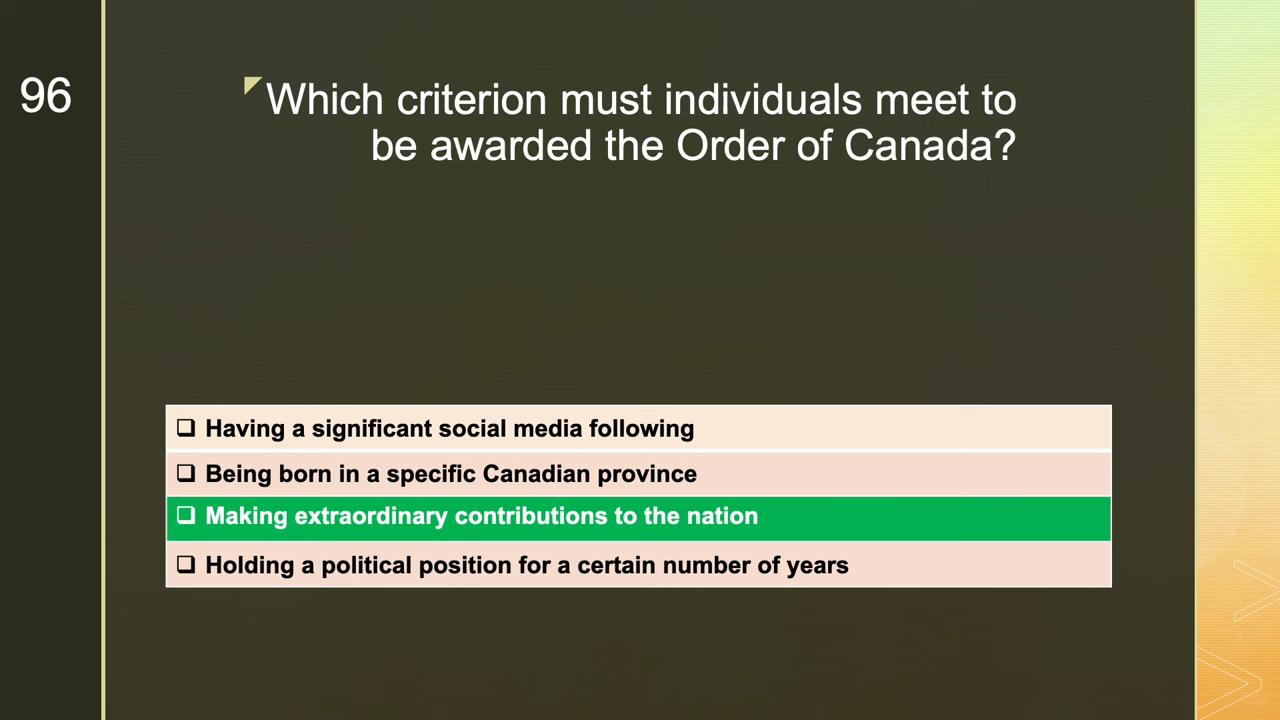 96
Which criterion must individuals meet to
be awarded the Order of Canada?
❑ Having a significant social media following
❑ Being born in a specific Canadian province
❑ Making extraordinary contributions to the nation
❑ Holding a political position for a certain number of years